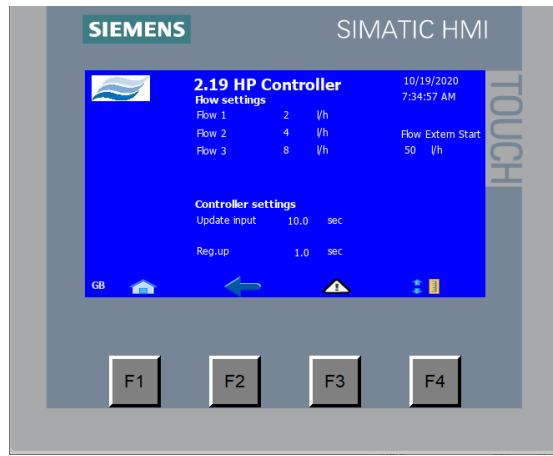 SIEMENS SIMATIC HMI
TOUCH
2.19 HP Controller 10/19/2020
Flow settings 7:34:57 AM
Flow 1 2 l/h
Flow 2 4 l/h Flow Extern Start
Flow 3 8 l/h 50 l/h
Controller settings
Update input 10.0 sec
Reg.up 1.0 sec
GB
F1 F2 F3 F4